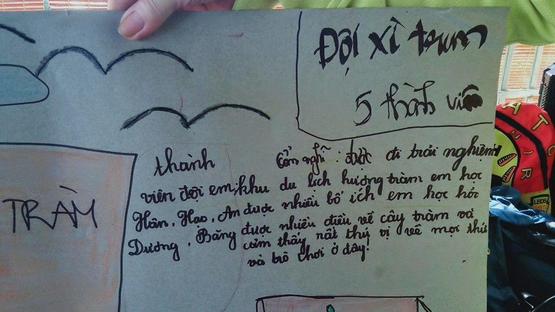 Đội xì trum
5 thành viên
TRÀM
thành
viên đội em:
Hân, Hào, An
Dương, Băng
Cảm nghĩ: được đi trải nghiệm
khu du lịch hương tràm em học
được nhiều bổ ích em học hỏi
được nhiều điều về cây tràm và
cảm thấy rất thú vị về mọi thứ
và trò chơi ở đây.